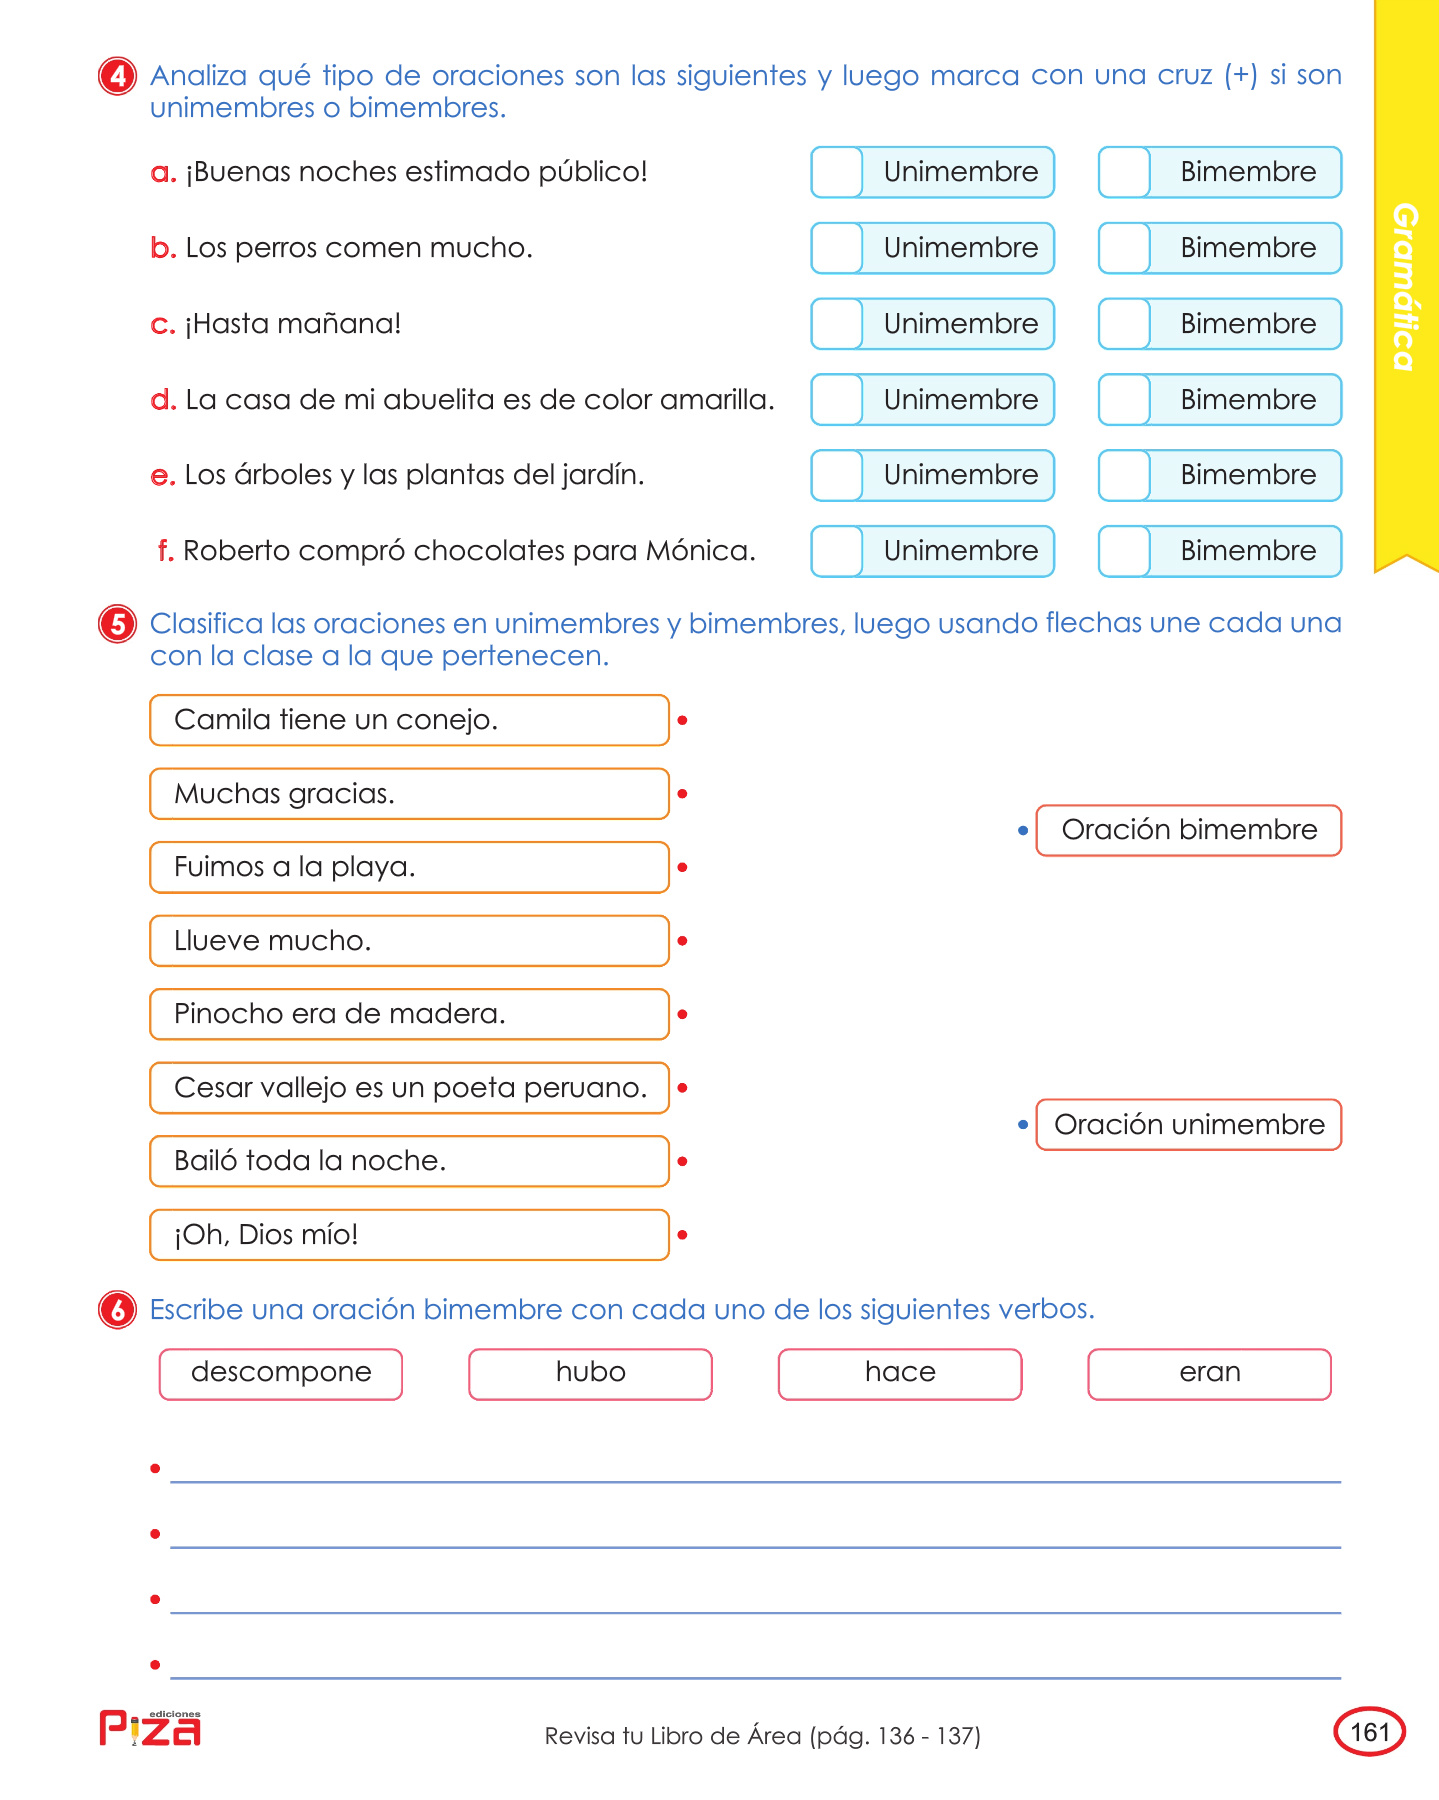 4 Analiza qué tipo de oraciones son las siguientes y luego marca con una cruz (+) si son
unimembres o bimembres.
a. ¡Buenas noches estimado público! Unimembre Bimembre
b. Los perros comen mucho. Unimembre Bimembre
c. ¡Hasta mañana! Unimembre Bimembre
d. La casa de mi abuelita es de color amarilla. Unimembre Bimembre
e. Los árboles y las plantas del jardín. Unimembre Bimembre
f. Roberto compró chocolates para Mónica. Unimembre Bimembre
Gramática
5 Clasifica las oraciones en unimembres y bimembres, luego usando flechas une cada una
con la clase a la que pertenecen.
Camila tiene un conejo.
Muchas gracias.
Oración bimembre
Fuimos a la playa.
Llueve mucho.
Pinocho era de madera.
Cesar vallejo es un poeta peruano.
Oración unimembre
Bailó toda la noche.
¡Oh, Dios mío!
6 Escribe una oración bimembre con cada uno de los siguientes verbos.
descompone hubo hace eran
ediciones
Piza
Revisa tu Libro de Área (pág. 136 - 137)
161